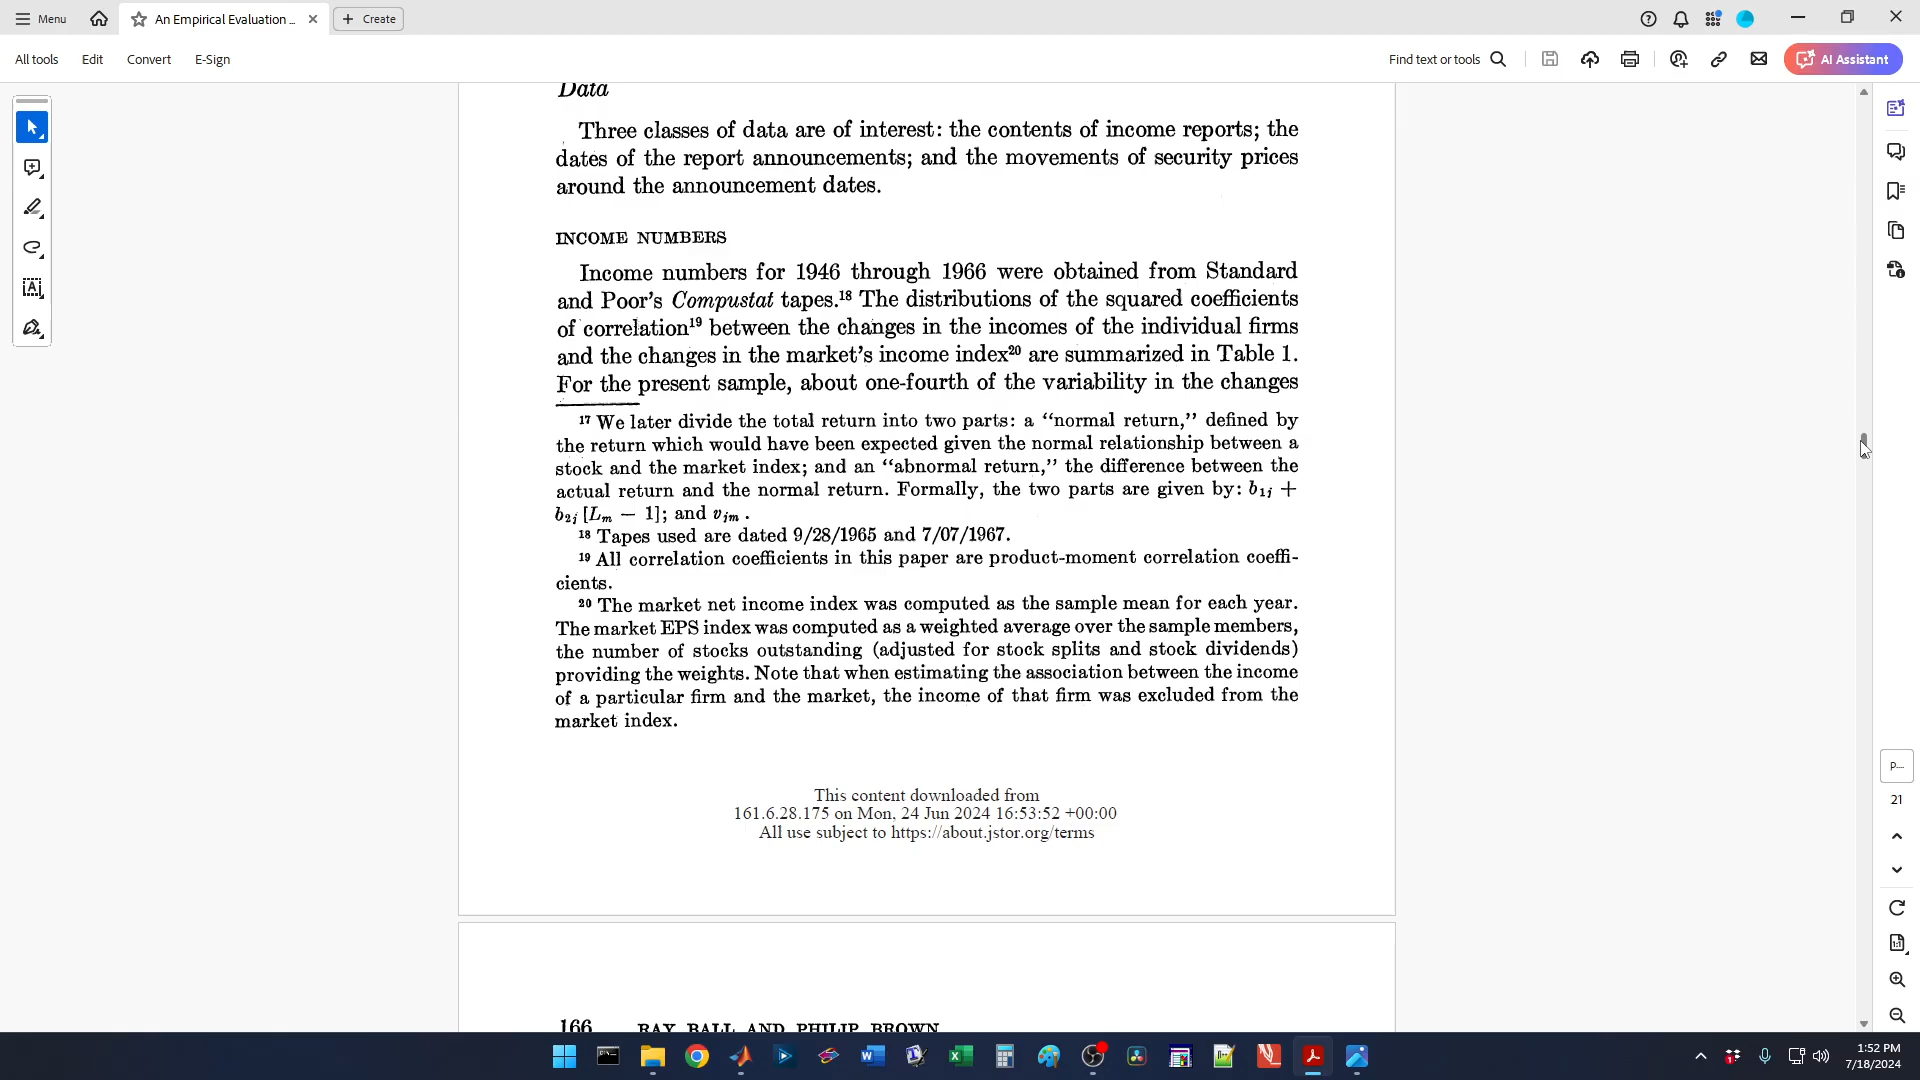 Menu
An Empirical Evaluation ...
Create
All tools
Edit
Convert
E-Sign
Find text or tools
AI Assistant
Data
Three classes of data are of interest: the contents of income reports; the
dates of the report announcements; and the movements of security prices
around the announcement dates.
INCOME NUMBERS
Income numbers for 1946 through 1966 were obtained from Standard
and Poor's Compustat tapes.¹⁸ The distributions of the squared coefficients
of correlation¹⁹ between the changes in the incomes of the individual firms
and the changes in the market's income index²⁰ are summarized in Table 1.
For the present sample, about one-fourth of the variability in the changes
¹⁷ We later divide the total return into two parts: a "normal return," defined by
the return which would have been expected given the normal relationship between a
stock and the market index; and an "abnormal return," the difference between the
actual return and the normal return. Formally, the two parts are given by: b₁ⱼ +
b₂ⱼ [Lₘ − 1]; and vⱼₘ .
¹⁸ Tapes used are dated 9/28/1965 and 7/07/1967.
¹⁹ All correlation coefficients in this paper are product-moment correlation coeffi-
cients.
²⁰ The market net income index was computed as the sample mean for each year.
The market EPS index was computed as a weighted average over the sample members,
the number of stocks outstanding (adjusted for stock splits and stock dividends)
providing the weights. Note that when estimating the association between the income
of a particular firm and the market, the income of that firm was excluded from the
market index.
This content downloaded from
161.6.28.175 on Mon, 24 Jun 2024 16:53:52 +00:00
All use subject to https://about.jstor.org/terms
166 RAY BALL AND PHILIP BROWN
P...
21
1:52 PM
7/18/2024